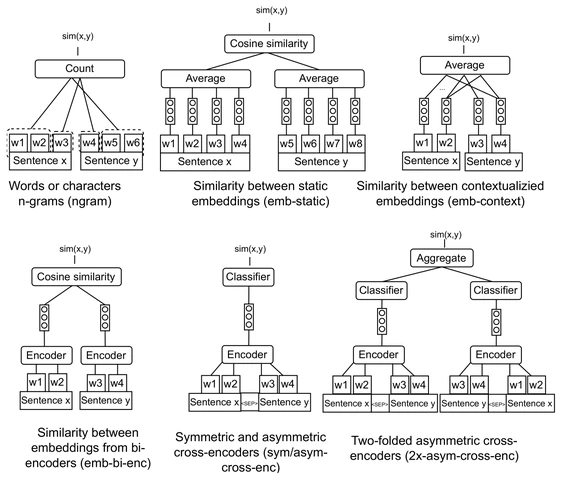 sim(x,y)
Count
w1 w2 w3 w4 w5 w6
Sentence x Sentence y
Words or characters
n-grams (ngram)
sim(x,y)
Cosine similarity
Average Average
w1 w2 w3 w4 w5 w6 w7 w8
Sentence x Sentence y
Similarity between static
embeddings (emb-static)
sim(x,y)
Average
...
w1 w2 w3 w4
Sentence x Sentence y
Similarity between contextualizied
embeddings (emb-context)
sim(x,y)
Cosine similarity
Encoder Encoder
w1 w2 w3 w4
Sentence x Sentence y
Similarity between
embeddings from bi-
encoders (emb-bi-enc)
sim(x,y)
Classifier
Encoder
w1 w2 w3 w4
Sentence x <SEP> Sentence y
Symmetric and asymmetric
cross-encoders (sym/asym-
cross-enc)
sim(x,y)
Aggregate
Classifier Classifier
Encoder Encoder
w1 w2 w3 w4 w3 w4 w1 w2
Sentence x <SEP> Sentence y Sentence y <SEP> Sentence x
Two-folded asymmetric cross-
encoders (2x-asym-cross-enc)